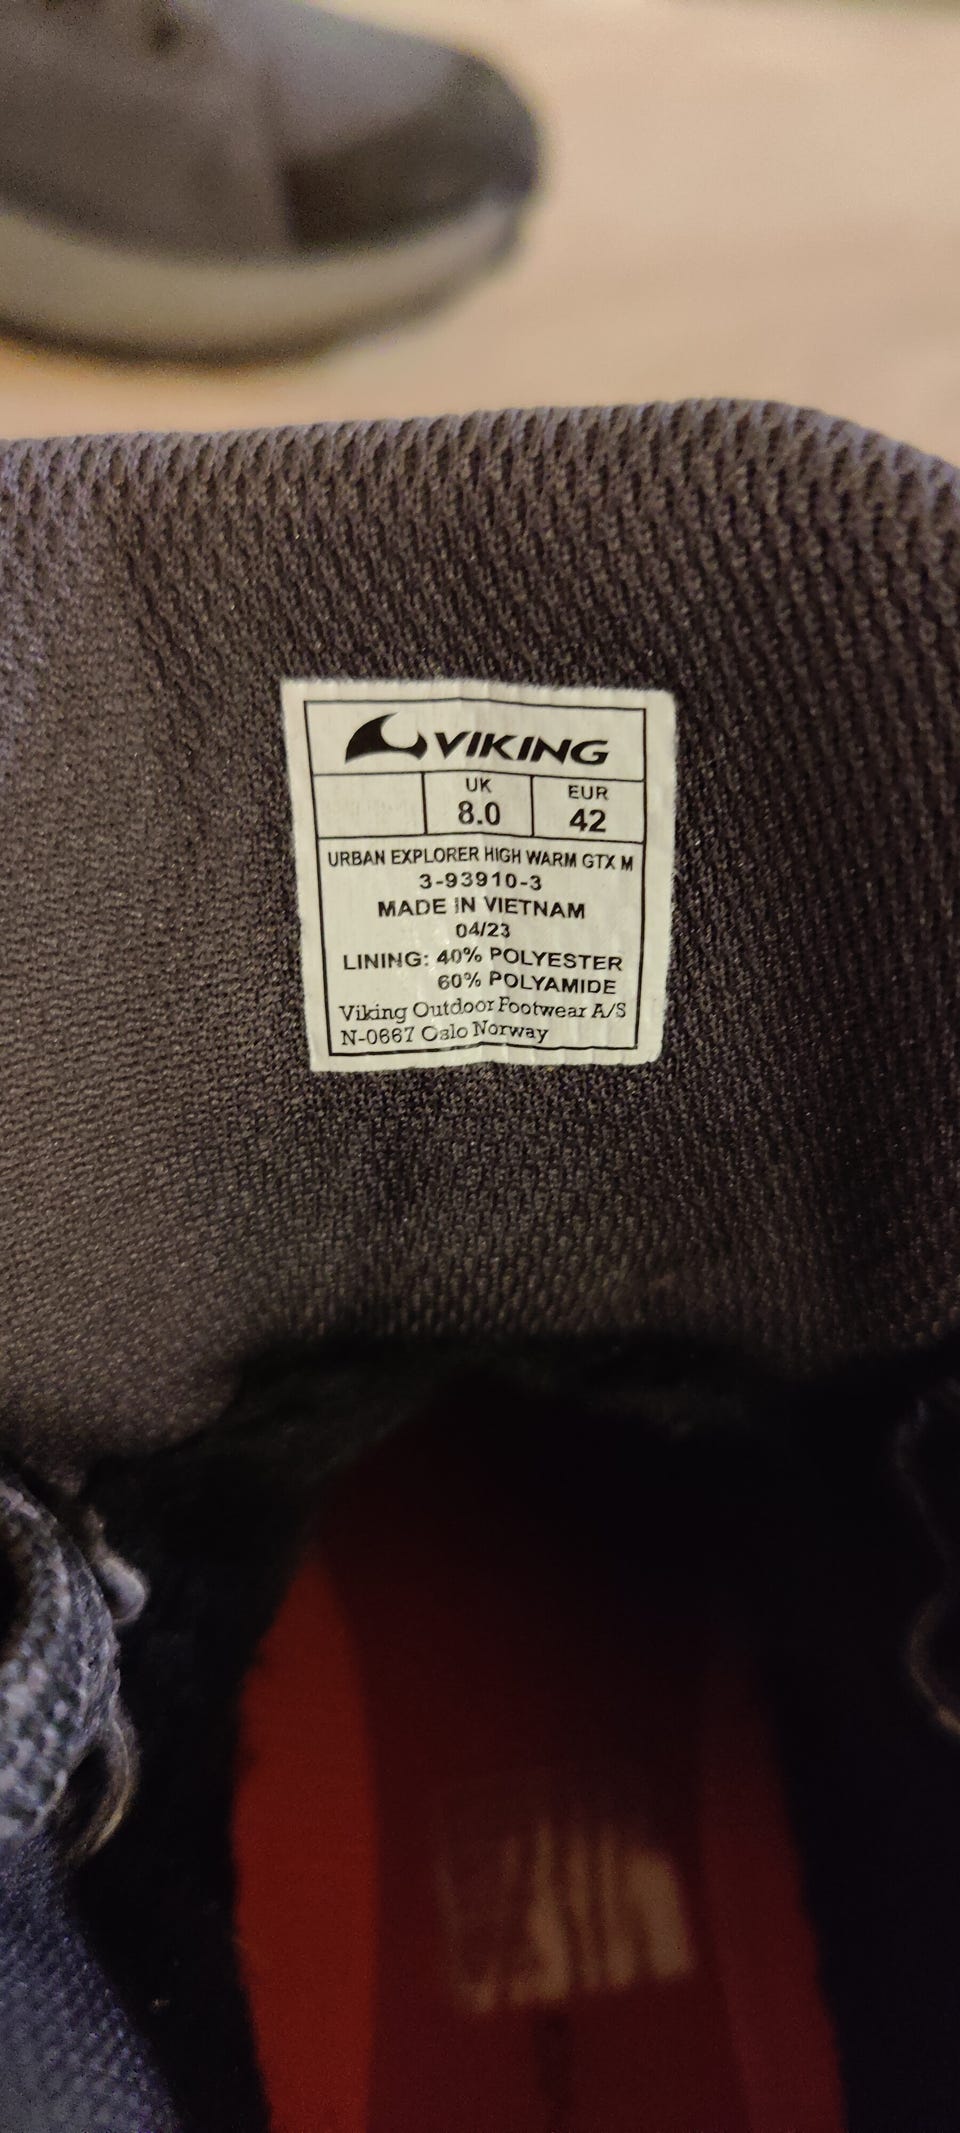 VIKING
UK EUR
8.0 42
URBAN EXPLORER HIGH WARM GTX M
3-93910-3
MADE IN VIETNAM
04/23
LINING: 40% POLYESTER
60% POLYAMIDE
Viking Outdoor Footwear A/S
N-0667 Oslo Norway